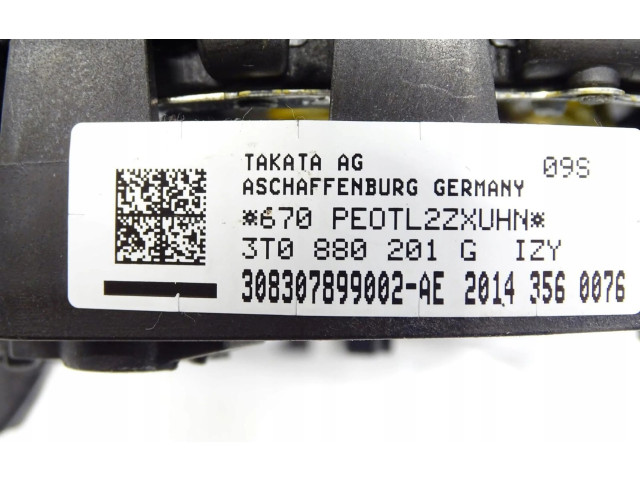 TAKATA AG 09S
ASCHAFFENBURG GERMANY
*670 PEOTL2ZXUHN*
3T0 880 201 G IZY
308307899002-AE 2014 356 0076